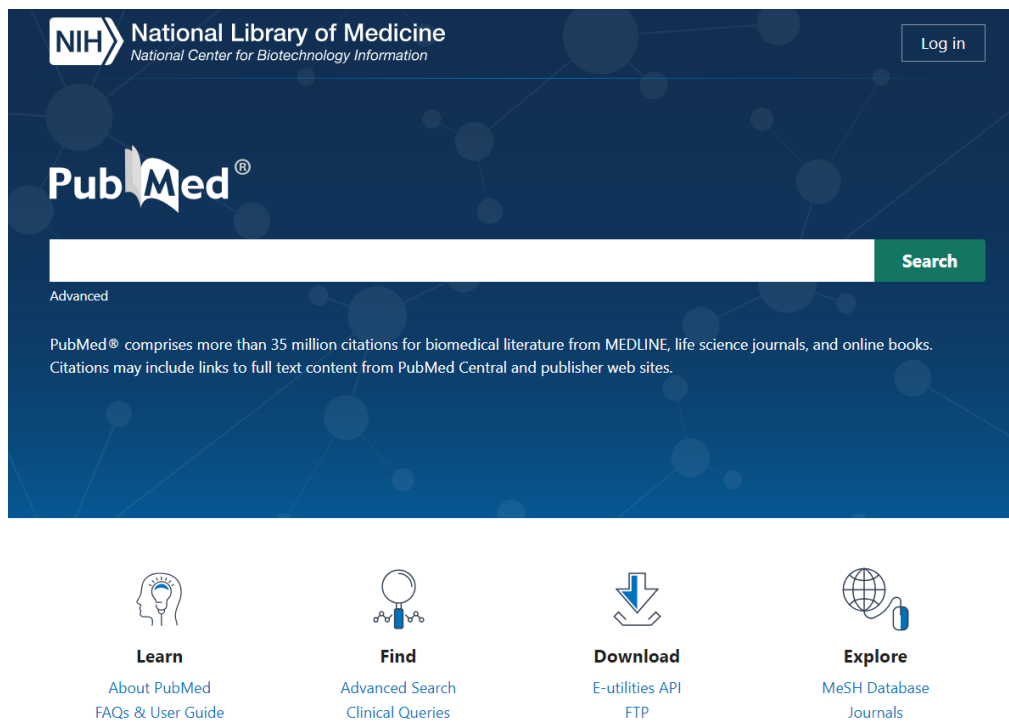 NIH National Library of Medicine
National Center for Biotechnology Information
Log in
PubMed®
Search
Advanced
PubMed® comprises more than 35 million citations for biomedical literature from MEDLINE, life science journals, and online books.
Citations may include links to full text content from PubMed Central and publisher web sites.
Learn
About PubMed
FAQs & User Guide
Find
Advanced Search
Clinical Queries
Download
E-utilities API
FTP
Explore
MeSH Database
Journals